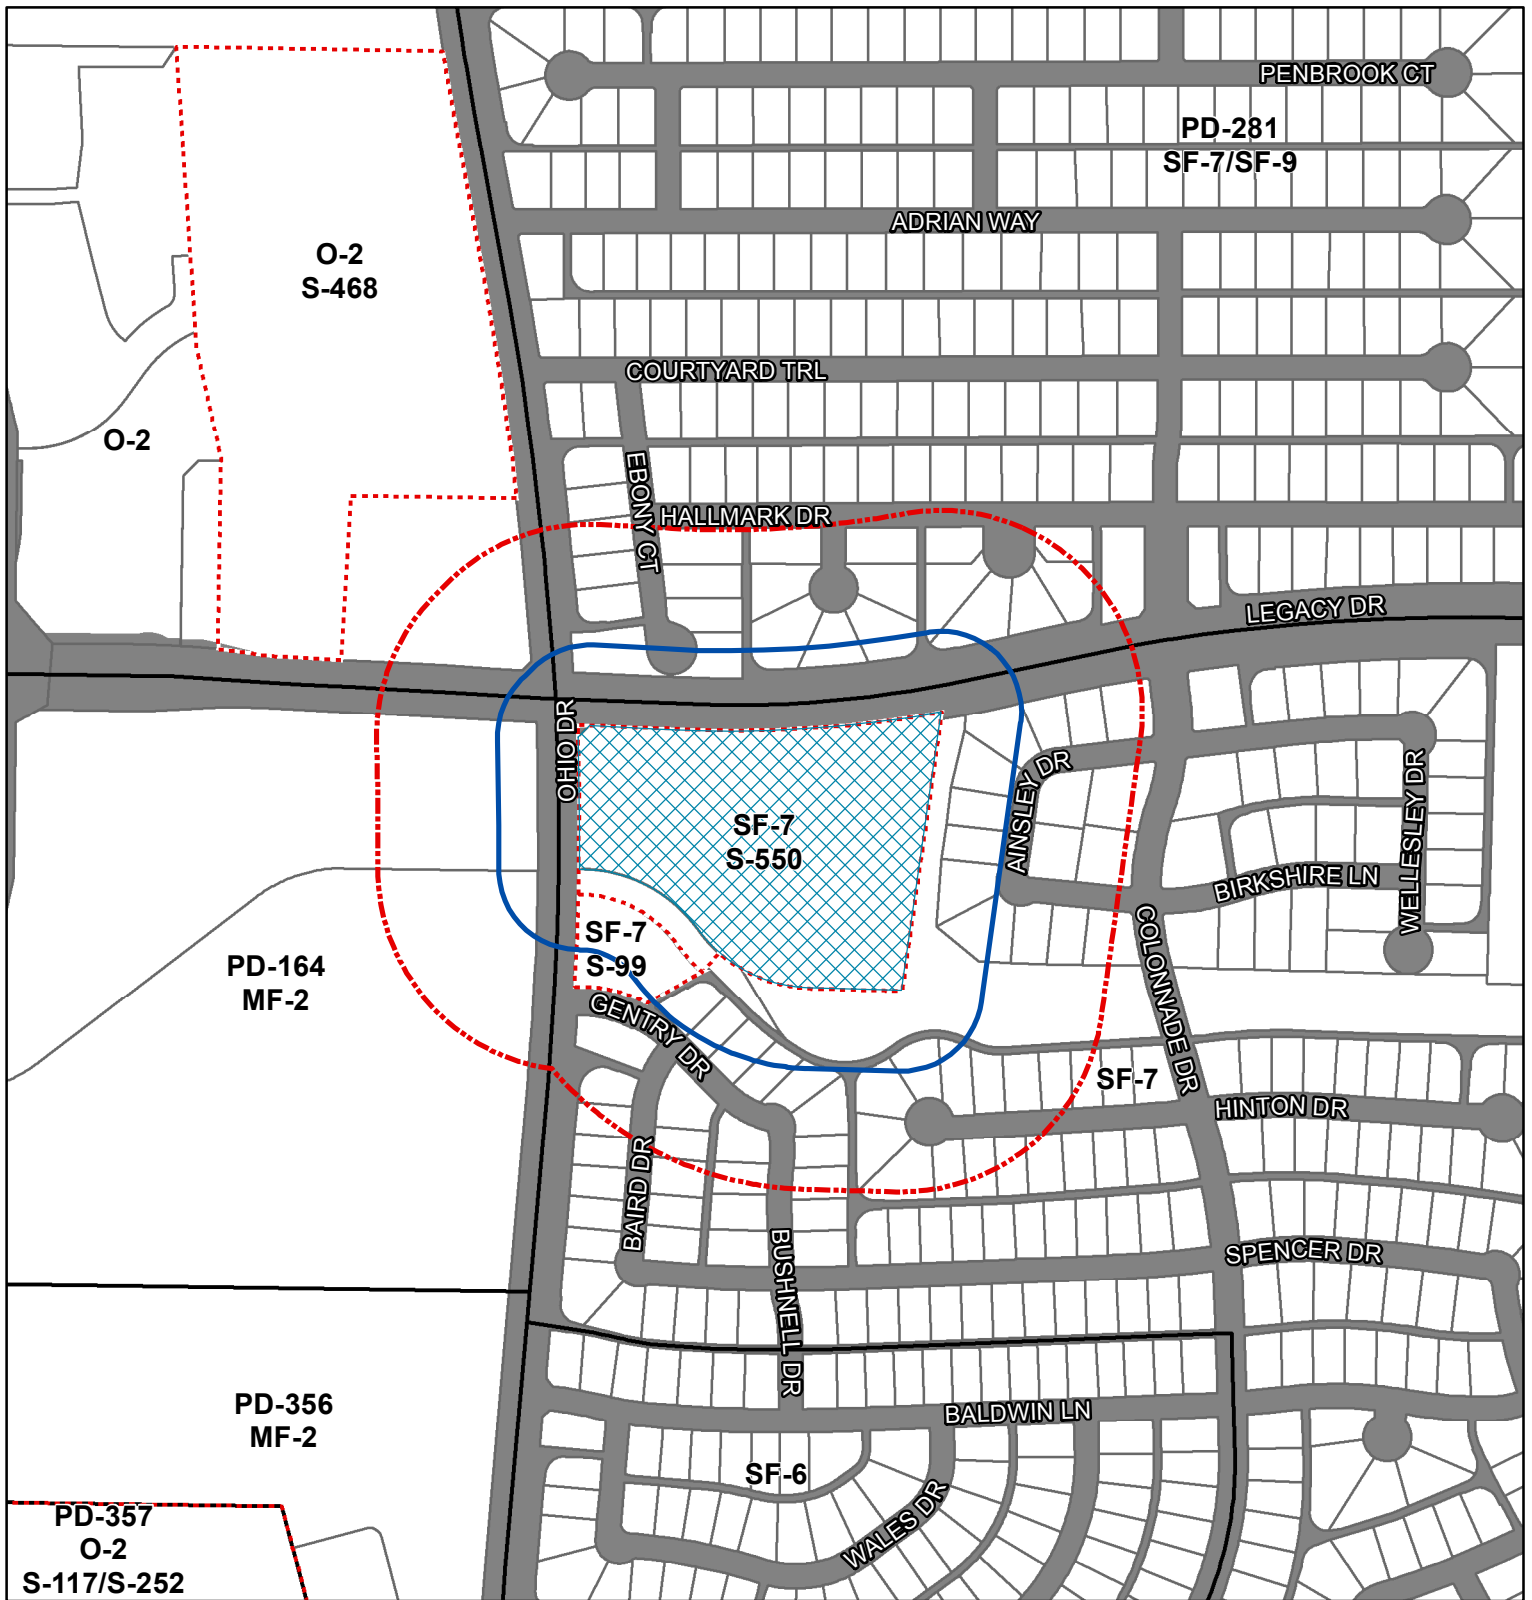 PENBROOK CT
PD-281
SF-7/SF-9
ADRIAN WAY
O-2
S-468
COURTYARD TRL
O-2
EBONY CT
HALLMARK DR
LEGACY DR
OHIO DR
AINSLEY DR
WELLESLEY DR
SF-7
S-550
BIRKSHIRE LN
SF-7
S-99
COLONNADE DR
PD-164
MF-2
GENTRY DR
SF-7
HINTON DR
BAIRD DR
BUSHNELL DR
SPENCER DR
PD-356
MF-2
BALDWIN LN
SF-6
WALES DR
PD-357
O-2
S-117/S-252